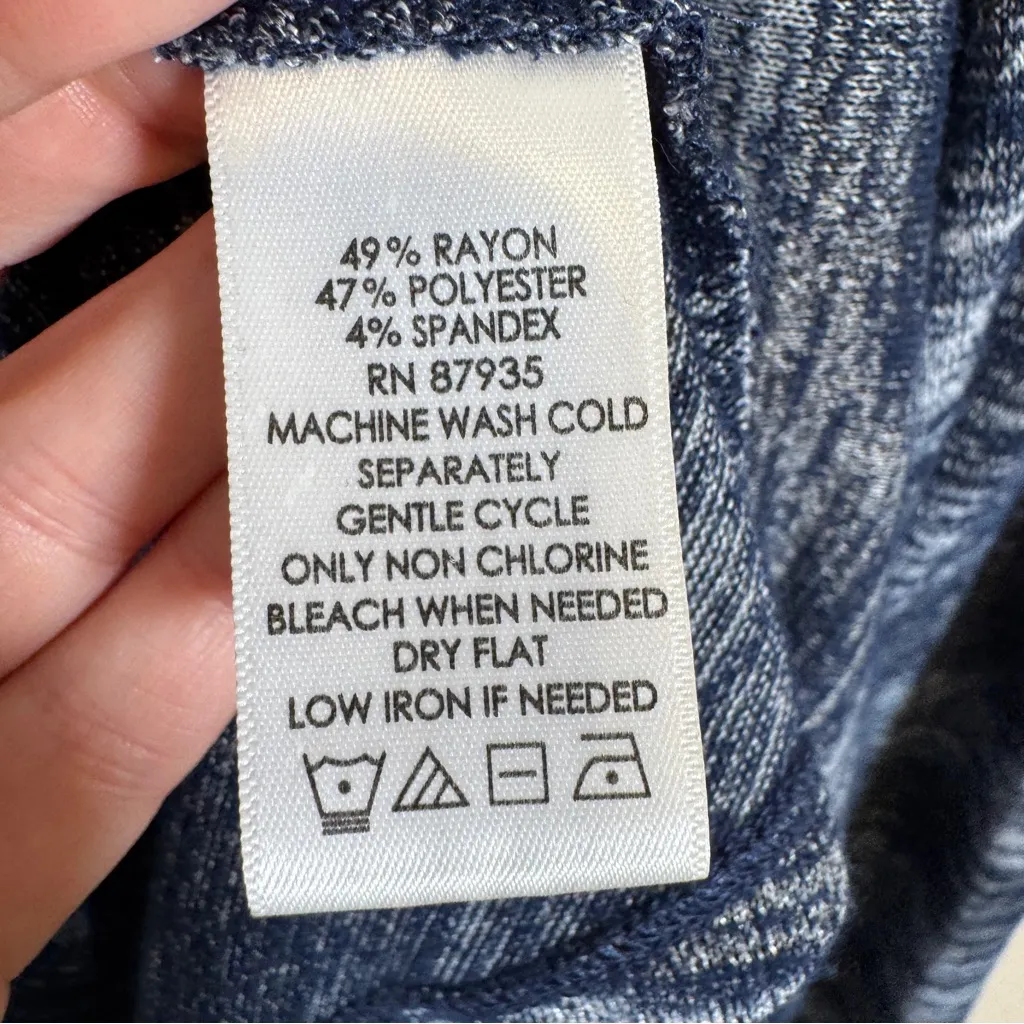 49% RAYON
47% POLYESTER
4% SPANDEX
RN 87935
MACHINE WASH COLD
SEPARATELY
GENTLE CYCLE
ONLY NON CHLORINE
BLEACH WHEN NEEDED
DRY FLAT
LOW IRON IF NEEDED